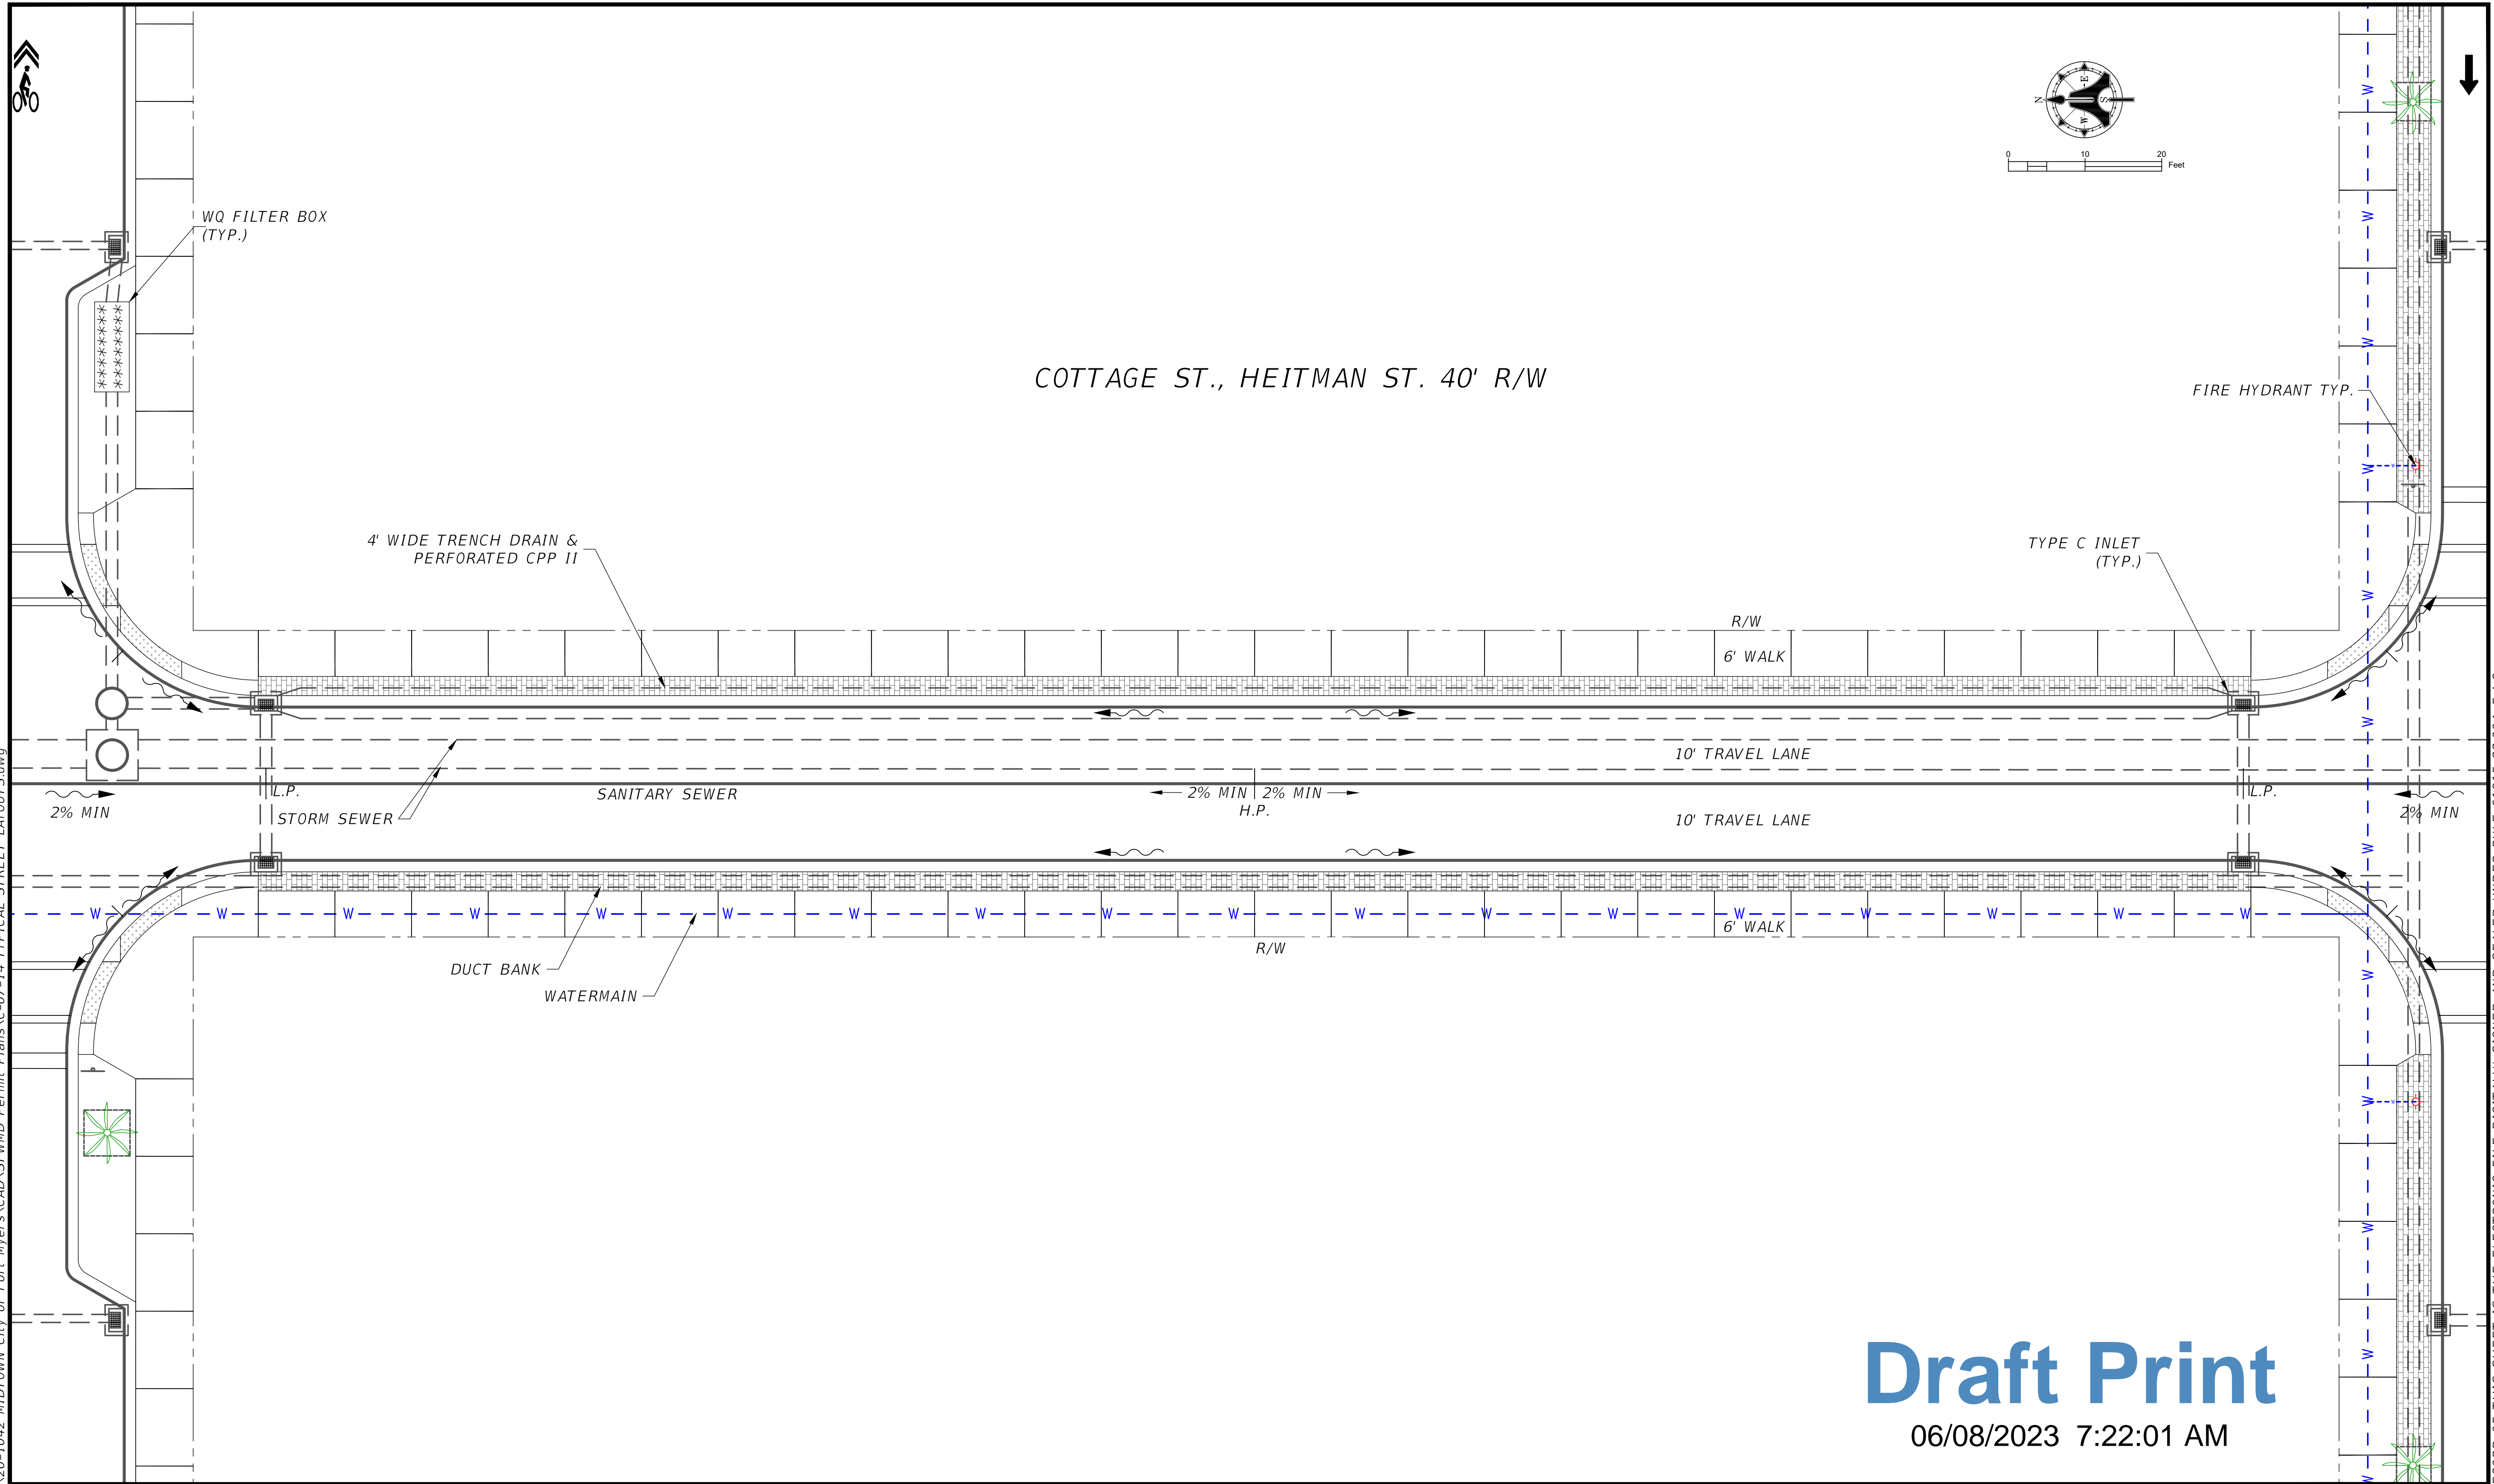 N
E
S
W
0 10 20
Feet
WQ FILTER BOX
(TYP.)
COTTAGE ST., HEITMAN ST. 40' R/W
FIRE HYDRANT TYP.
4' WIDE TRENCH DRAIN &
PERFORATED CPP II
TYPE C INLET
(TYP.)
R/W
6' WALK
10' TRAVEL LANE
L.P.
SANITARY SEWER
2% MIN 2% MIN
H.P.
L.P.
2% MIN
STORM SEWER
10' TRAVEL LANE
2% MIN
W W W W W W W W W W W W W W W W W W
6' WALK
R/W
DUCT BANK
WATERMAIN
W
W
W
W
W
W
W
W
W
W
W
W
Draft Print
06/08/2023 7:22:01 AM